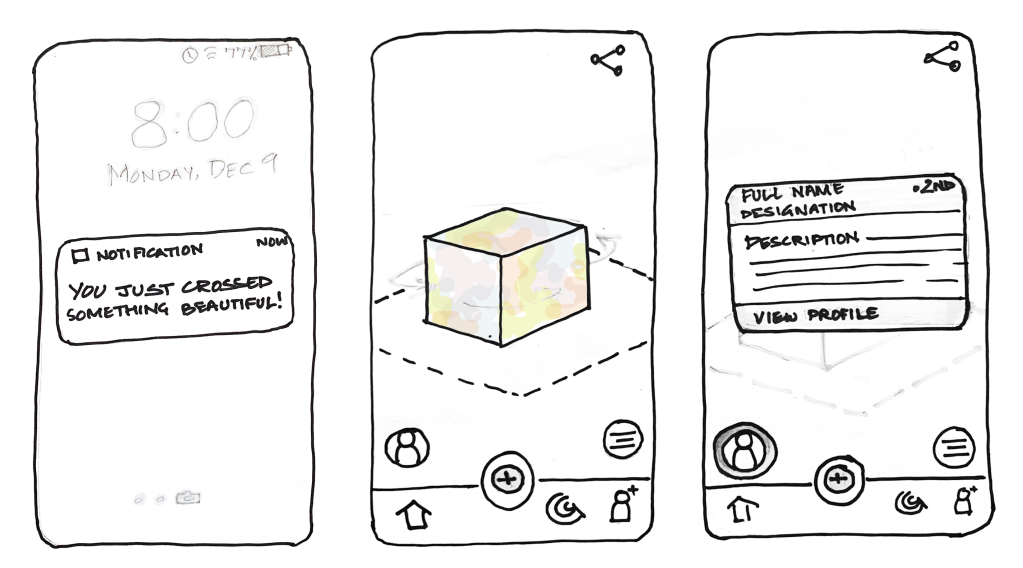 77%
8:00
MONDAY, DEC 9
NOTIFICATION NOW
YOU JUST CROSSED
SOMETHING BEAUTIFUL!
FULL NAME .2ND
DESIGNATION
DESCRIPTION
VIEW PROFILE